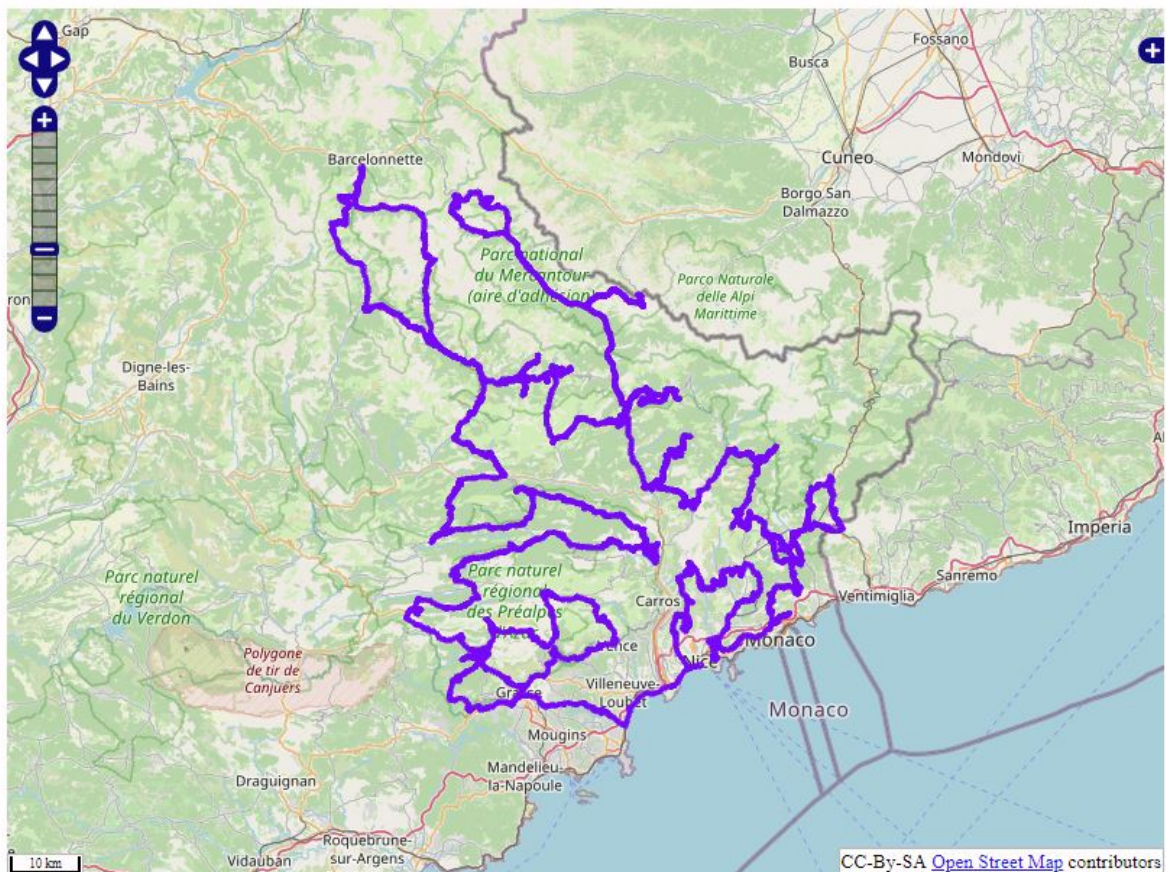 Gap
Fossano
Busca
Cuneo
Mondovì
Barcelonnette
Borgo San
Dalmazzo
Parc national
du Mercantour
(aire d'adhésion)
Parco Naturale
delle Alpi
Marittime
Digne-les-
Bains
Imperia
Sanremo
Ventimiglia
Parc naturel
régional
du Verdon
Parc naturel
régional
des Préalpes
Carros
Monaco
Polygone
de tir de
Canjuers
Nice
Villeneuve-
Loubet
Grasse
Monaco
Mougins
Mandelieu-
la-Napoule
Draguignan
Roquebrune-
sur-Argens
Vidauban
10 km
CC-By-SA Open Street Map contributors